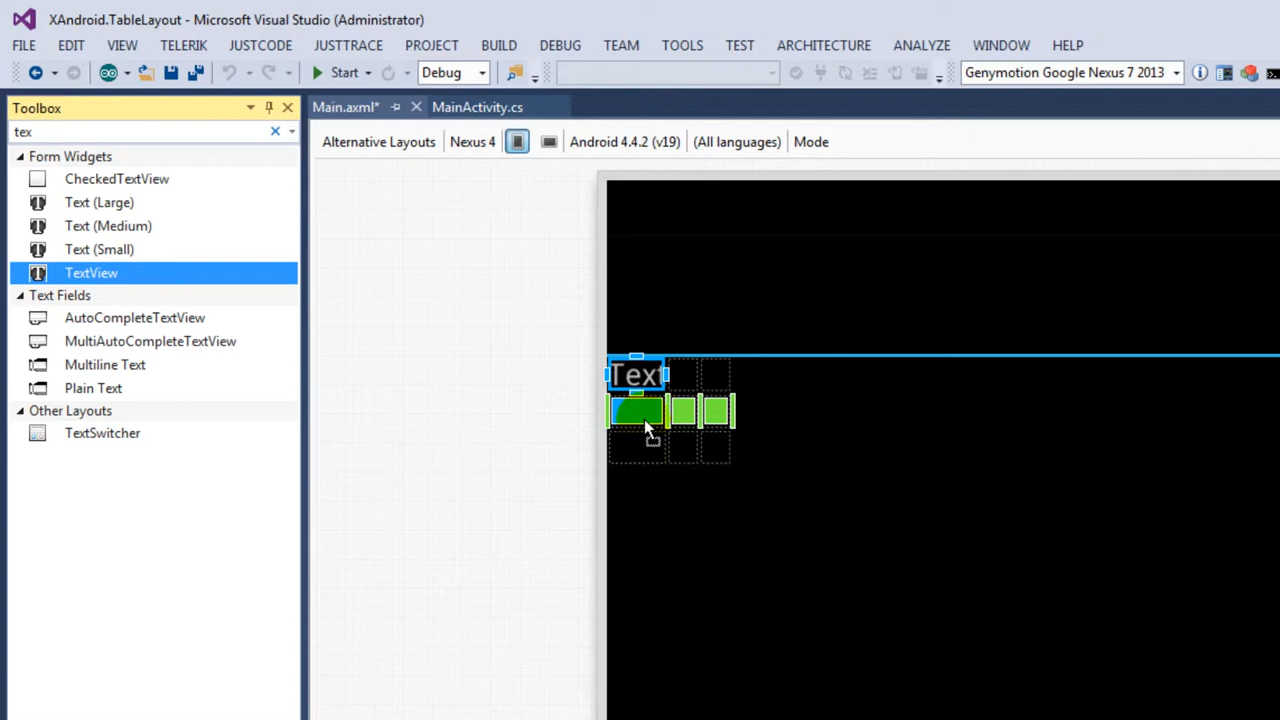 XAndroid.TableLayout - Microsoft Visual Studio (Administrator)
FILE EDIT VIEW TELERIK JUSTCODE JUSTTRACE PROJECT BUILD DEBUG TEAM TOOLS TEST ARCHITECTURE ANALYZE WINDOW HELP
Start Debug Genymotion Google Nexus 7 2013
Toolbox Main.axml* MainActivity.cs
tex
Alternative Layouts Nexus 4 Android 4.4.2 (v19) (All languages) Mode
Form Widgets
CheckedTextView
Text (Large)
Text (Medium)
Text (Small)
TextView
Text Fields
AutoCompleteTextView
MultiAutoCompleteTextView
Multiline Text
Plain Text
Other Layouts
TextSwitcher
Text